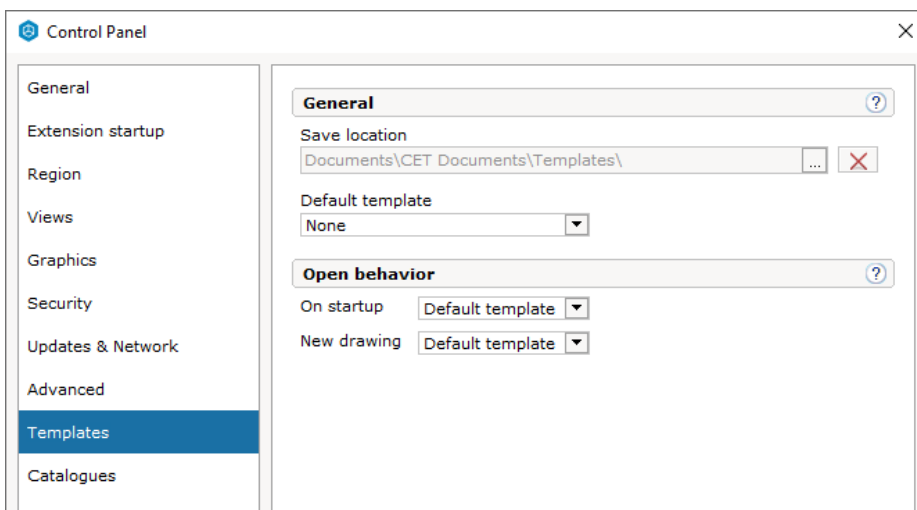 Control Panel
General
Extension startup
Region
Views
Graphics
Security
Updates & Network
Advanced
Templates
Catalogues
General ?
Save location
Documents\CET Documents\Templates\ ...
Default template
None
Open behavior ?
On startup Default template
New drawing Default template